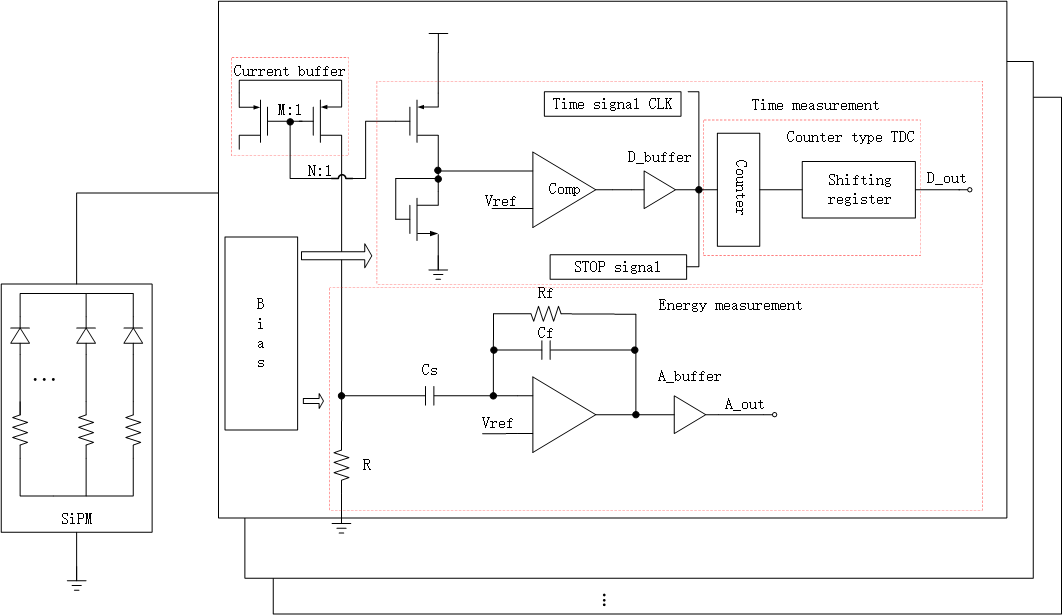 Current buffer
M:1
N:1
Time signal CLK
Time measurement
Counter type TDC
D_buffer
Comp
Vref
Counter
Shifting
register
D_out
STOP signal
Bias
Energy measurement
Rf
Cf
Cs
A_buffer
Vref
A_out
R
...
SiPM
⋮